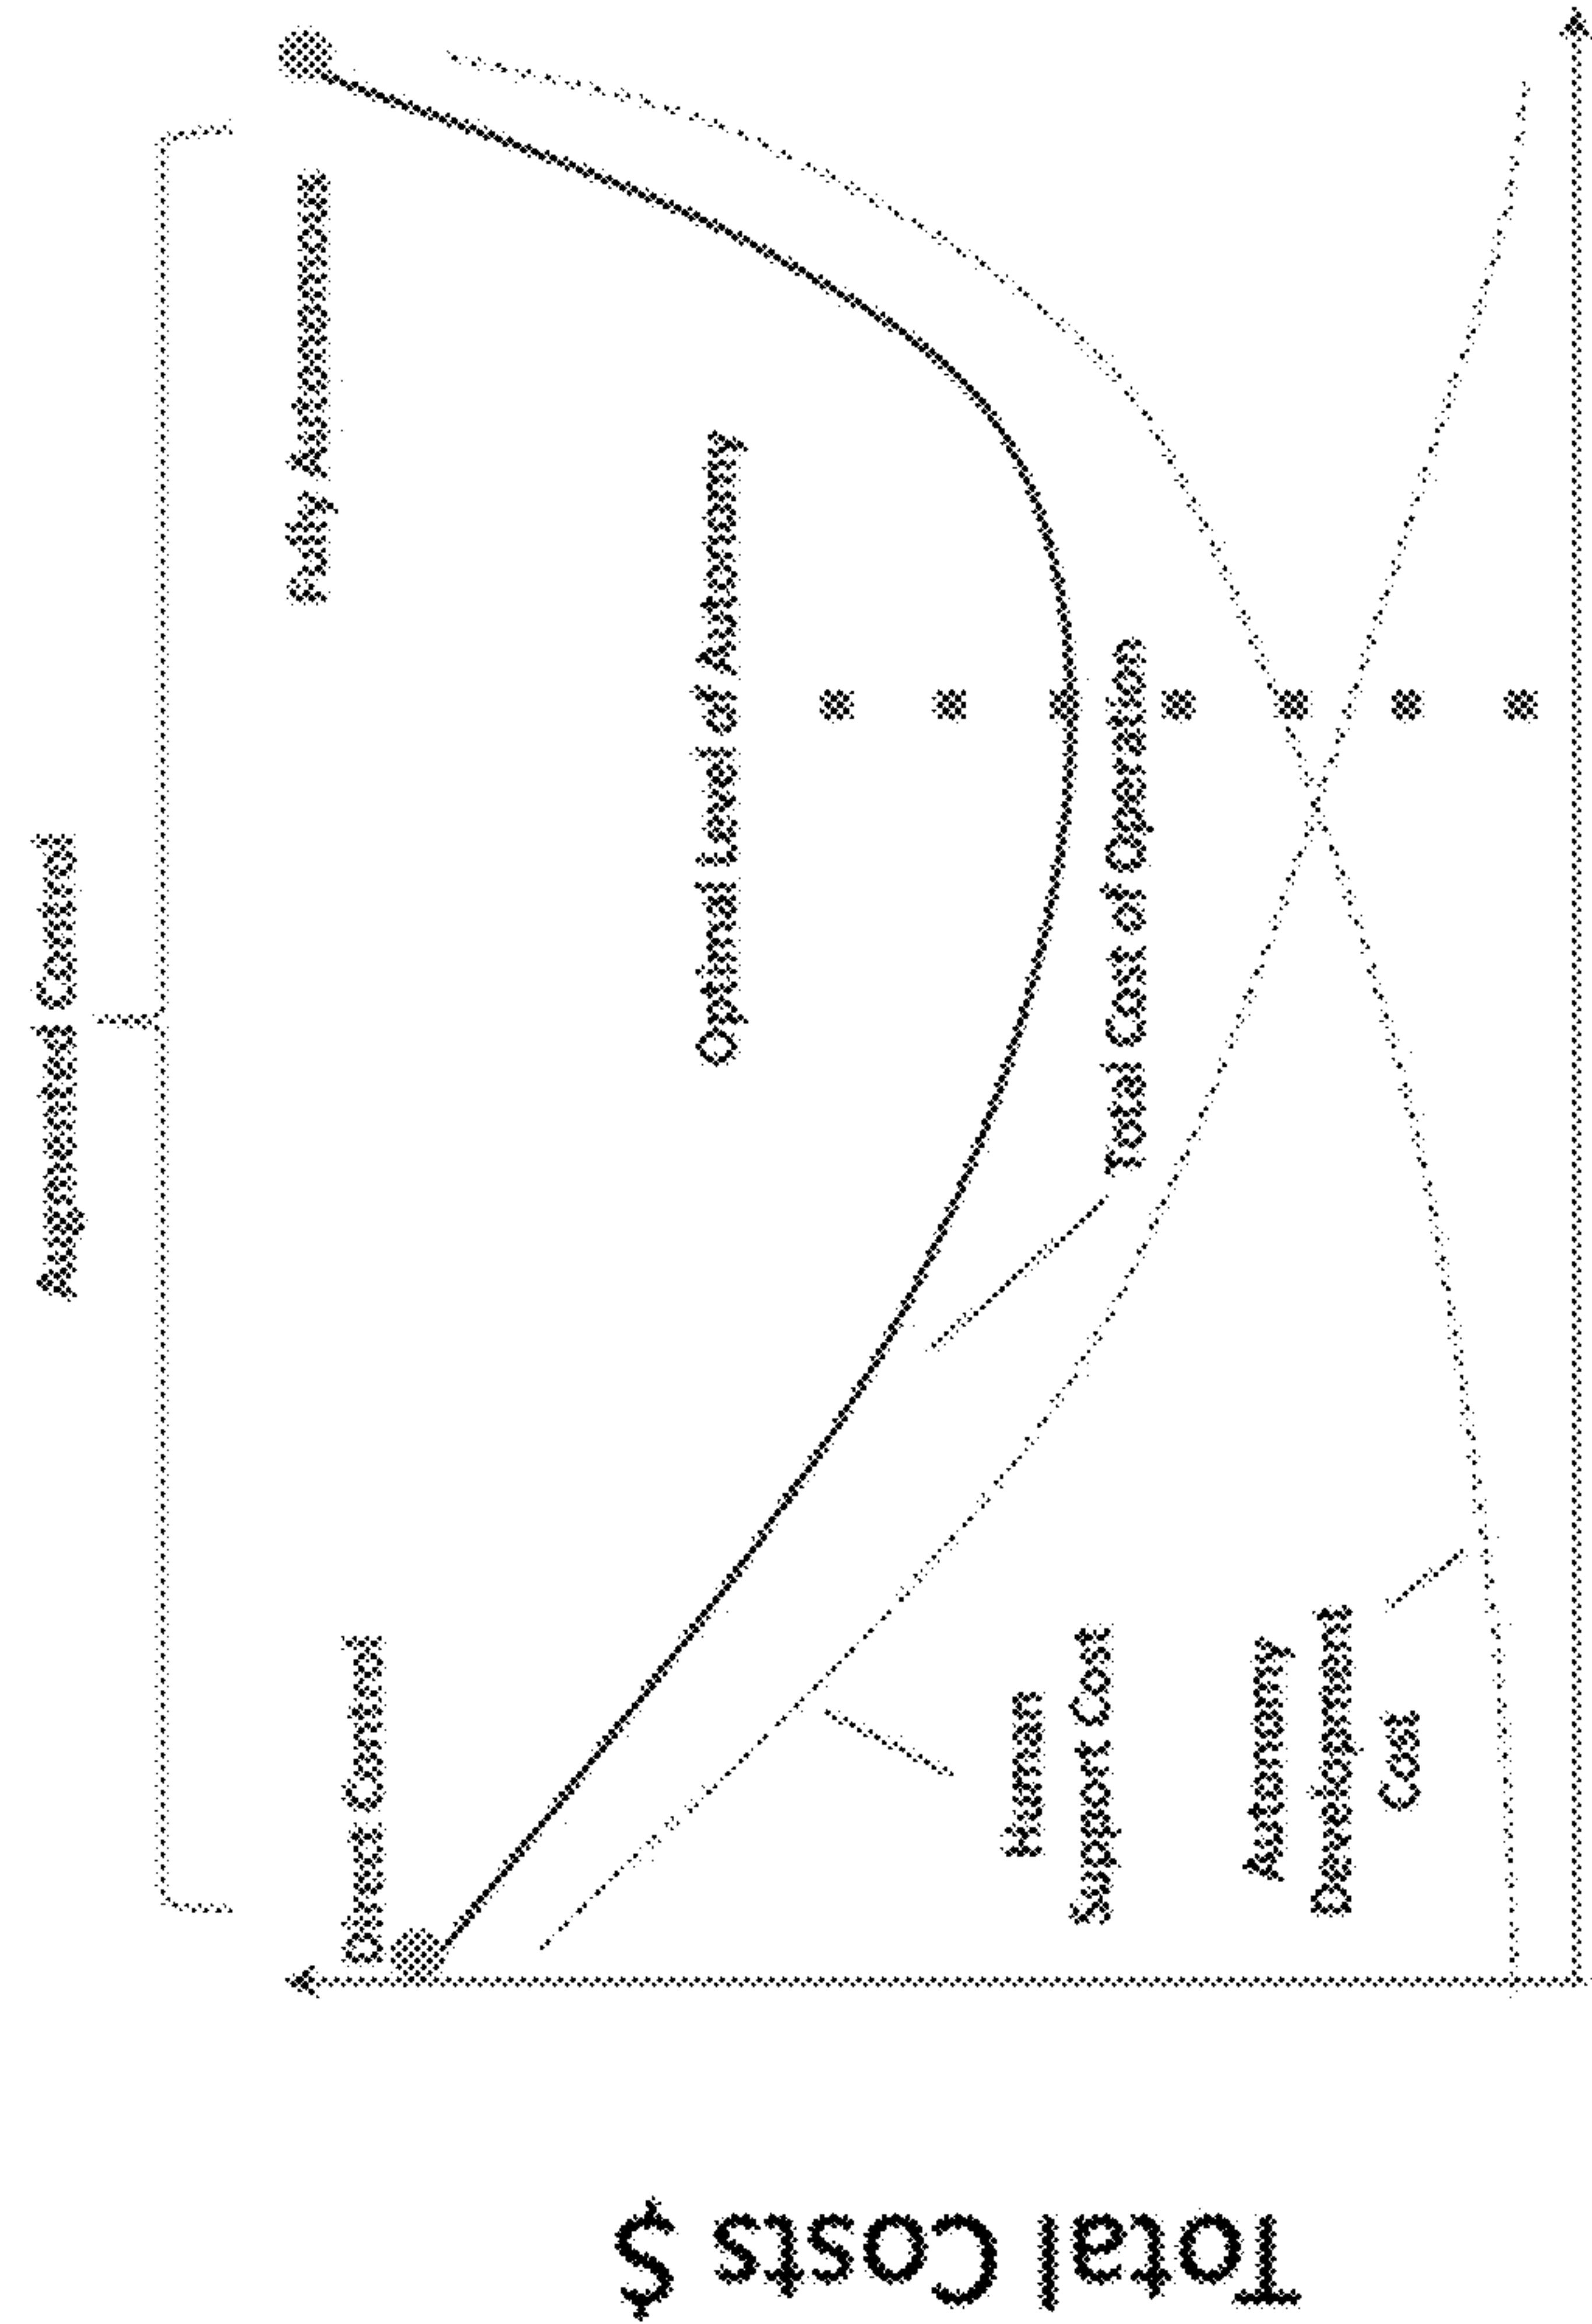 Augmented Control
Direct Control
Fully Autonomous
Optimal Level of Autonomy
Total Cost of Operation
Human
Support Cost
Autonomy
Development
Cost
Total Costs $